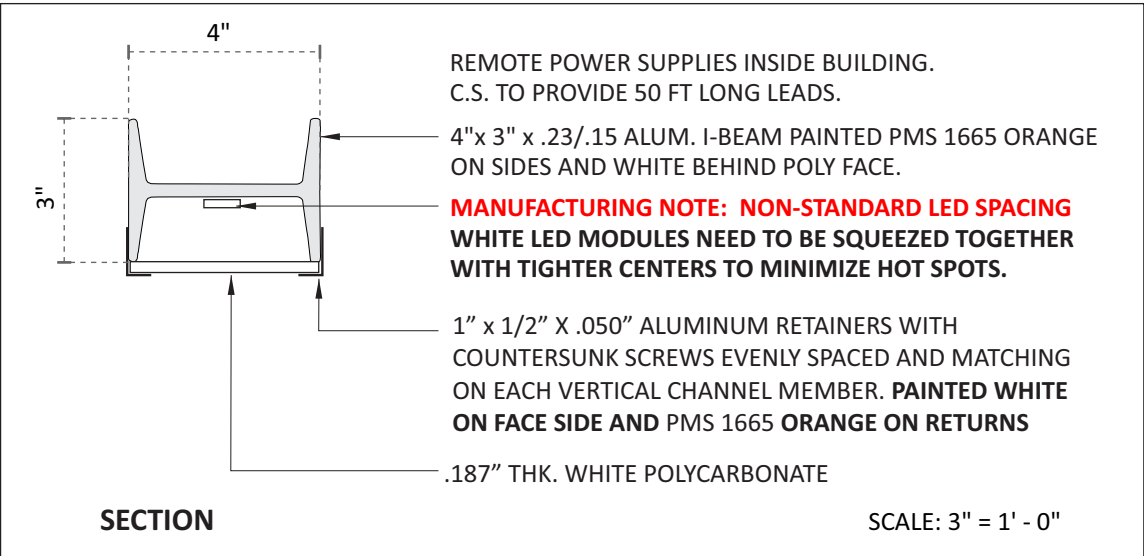 4"
3"
REMOTE POWER SUPPLIES INSIDE BUILDING.
C.S. TO PROVIDE 50 FT LONG LEADS.
4"x 3" x .23/.15 ALUM. I-BEAM PAINTED PMS 1665 ORANGE
ON SIDES AND WHITE BEHIND POLY FACE.
MANUFACTURING NOTE: NON-STANDARD LED SPACING
WHITE LED MODULES NEED TO BE SQUEEZED TOGETHER
WITH TIGHTER CENTERS TO MINIMIZE HOT SPOTS.
1” x 1/2” X .050” ALUMINUM RETAINERS WITH
COUNTERSUNK SCREWS EVENLY SPACED AND MATCHING
ON EACH VERTICAL CHANNEL MEMBER. PAINTED WHITE
ON FACE SIDE AND PMS 1665 ORANGE ON RETURNS
.187” THK. WHITE POLYCARBONATE
SECTION
SCALE: 3" = 1' - 0"